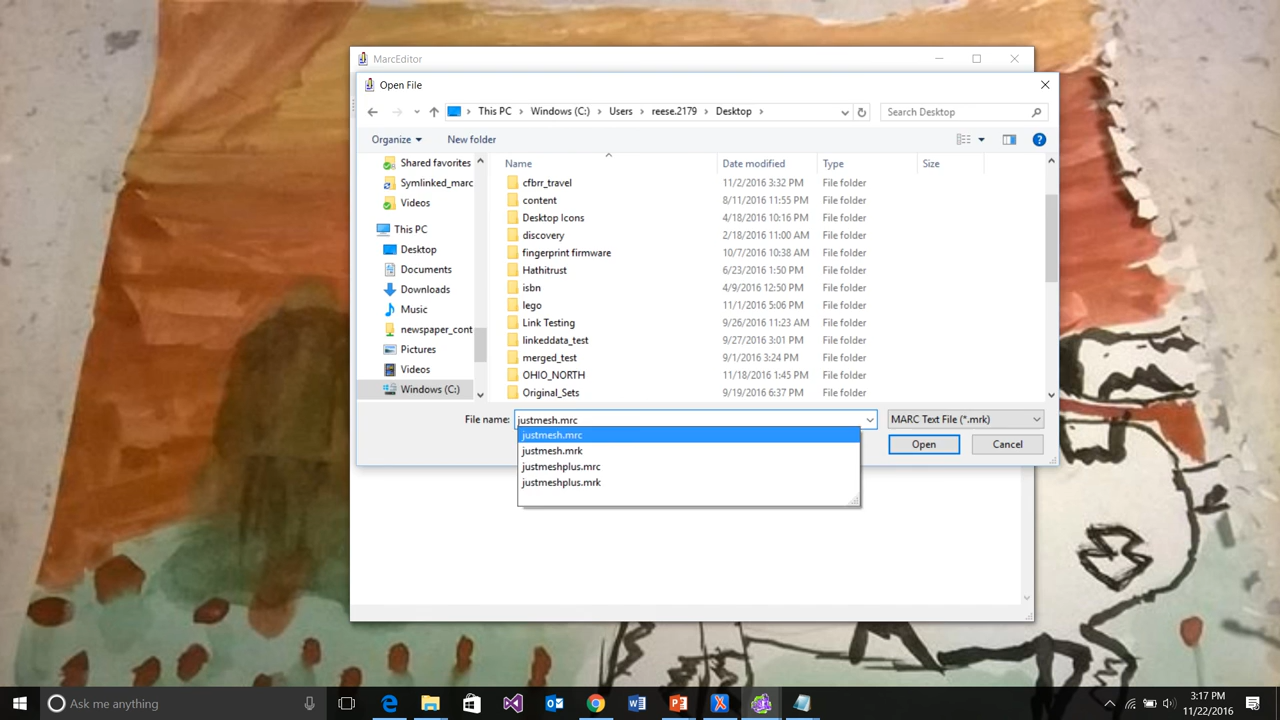 MarcEditor
Open File
This PC Windows (C:) Users reese.2179 Desktop
Search Desktop
Organize New folder
Shared favorites
Symlinked_marc
Videos
This PC
Desktop
Documents
Downloads
Music
newspaper_cont
Pictures
Videos
Windows (C:)
Name Date modified Type Size
cfbrr_travel 11/2/2016 3:32 PM File folder
content 8/11/2016 11:55 PM File folder
Desktop Icons 4/18/2016 10:16 PM File folder
discovery 2/18/2016 11:00 AM File folder
fingerprint firmware 10/7/2016 10:38 AM File folder
Hathitrust 6/23/2016 1:50 PM File folder
isbn 4/9/2016 12:50 PM File folder
lego 11/1/2016 5:06 PM File folder
Link Testing 9/26/2016 11:23 AM File folder
linkeddata_test 9/27/2016 3:01 PM File folder
merged_test 9/1/2016 3:24 PM File folder
OHIO_NORTH 11/18/2016 1:45 PM File folder
Original_Sets 9/19/2016 6:37 PM File folder
File name: justmesh.mrc MARC Text File (*.mrk)
justmesh.mrc
justmesh.mrk
justmeshplus.mrc
justmeshplus.mrk
Open Cancel
Ask me anything
3:17 PM
11/22/2016